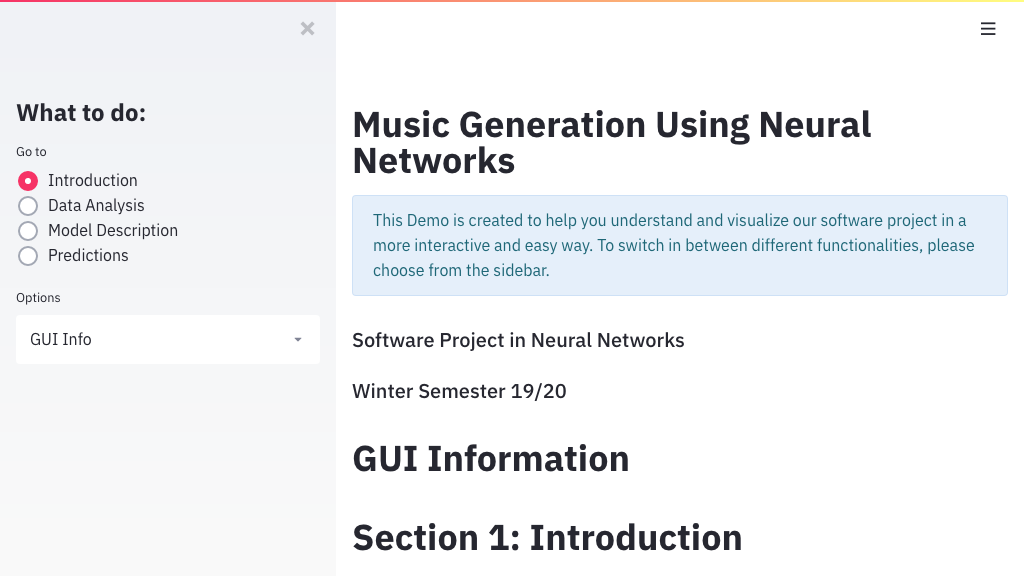 What to do:
Go to
Introduction
Data Analysis
Model Description
Predictions
Options
GUI Info
Music Generation Using Neural
Networks
This Demo is created to help you understand and visualize our software project in a
more interactive and easy way. To switch in between different functionalities, please
choose from the sidebar.
Software Project in Neural Networks
Winter Semester 19/20
GUI Information
Section 1: Introduction